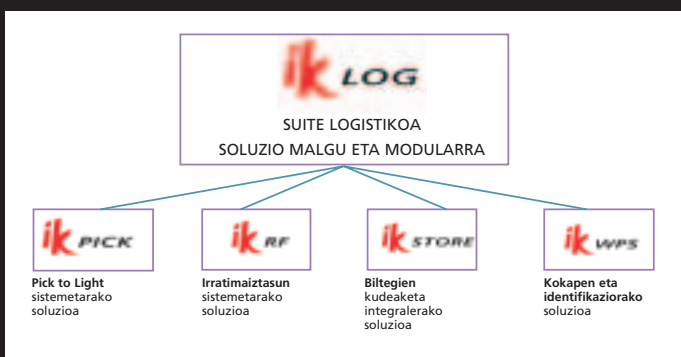 ik LOG
SUITE LOGISTIKOA
SOLUZIO MALGU ETA MODULARRA
ik PICK
Pick to Light
sistemetarako
soluzioa
ik RF
Irratimaiztasun
sistemetarako
soluzioa
ik STORE
Biltegien
kudeaketa
integralerako
soluzioa
ik WPS
Kokapen eta
identifikaziorako
soluzioa